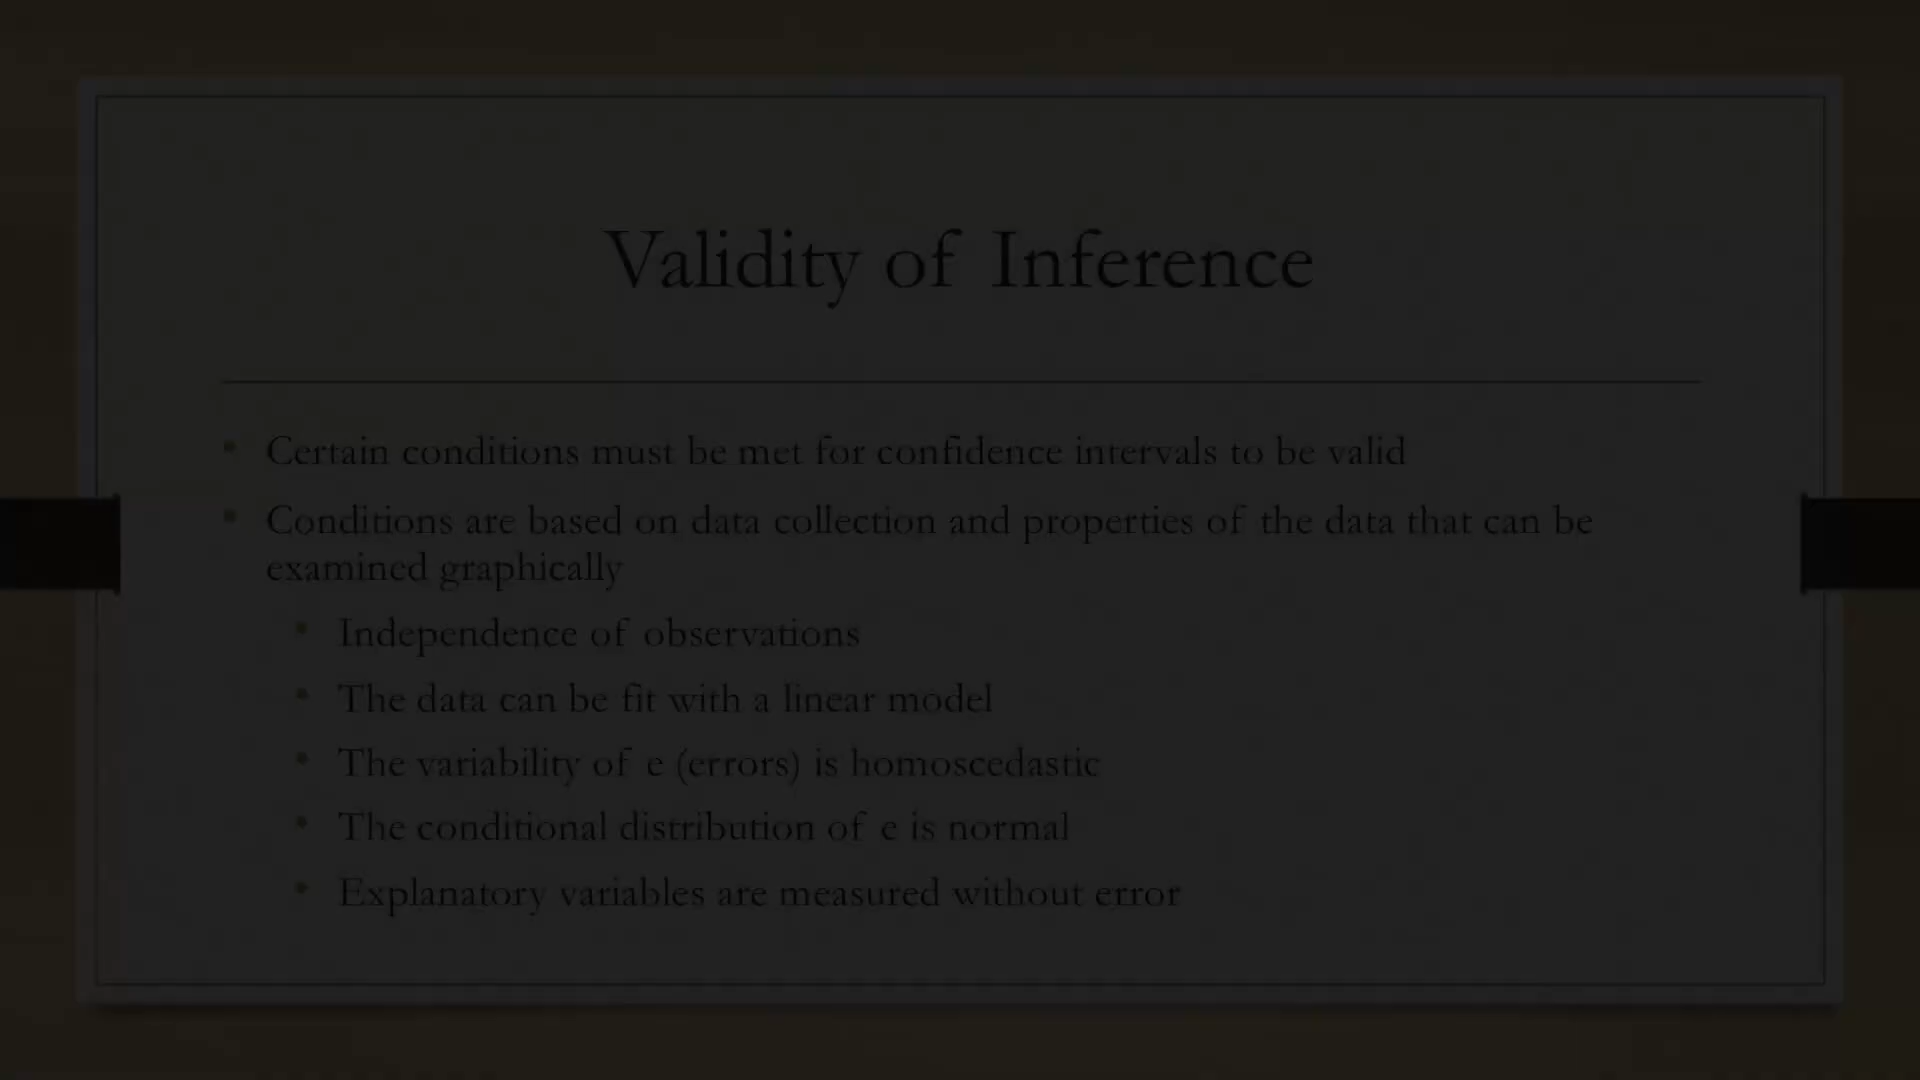 Validity of Inference
Certain conditions must be met for confidence intervals to be valid
Conditions are based on data collection and properties of the data that can be
examined graphically
Independence of observations
The data can be fit with a linear model
The variability of e (errors) is homoscedastic
The conditional distribution of e is normal
Explanatory variables are measured without error